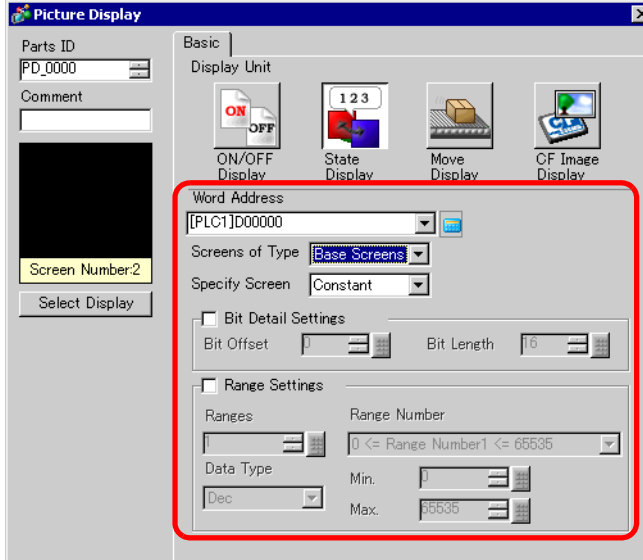 Picture Display
Parts ID
PD_0000
Comment
Screen Number:2
Select Display
Basic
Display Unit
ON
OFF
ON/OFF
Display
1 2 3
State
Display
Move
Display
CF Image
Display
Word Address
[PLC1]D00000
Screens of Type Base Screens
Specify Screen Constant
Bit Detail Settings
Bit Offset 0 Bit Length 16
Range Settings
Ranges Range Number
1 0 <= Range Number1 <= 65535
Data Type Min. 0
Dec Max. 65535